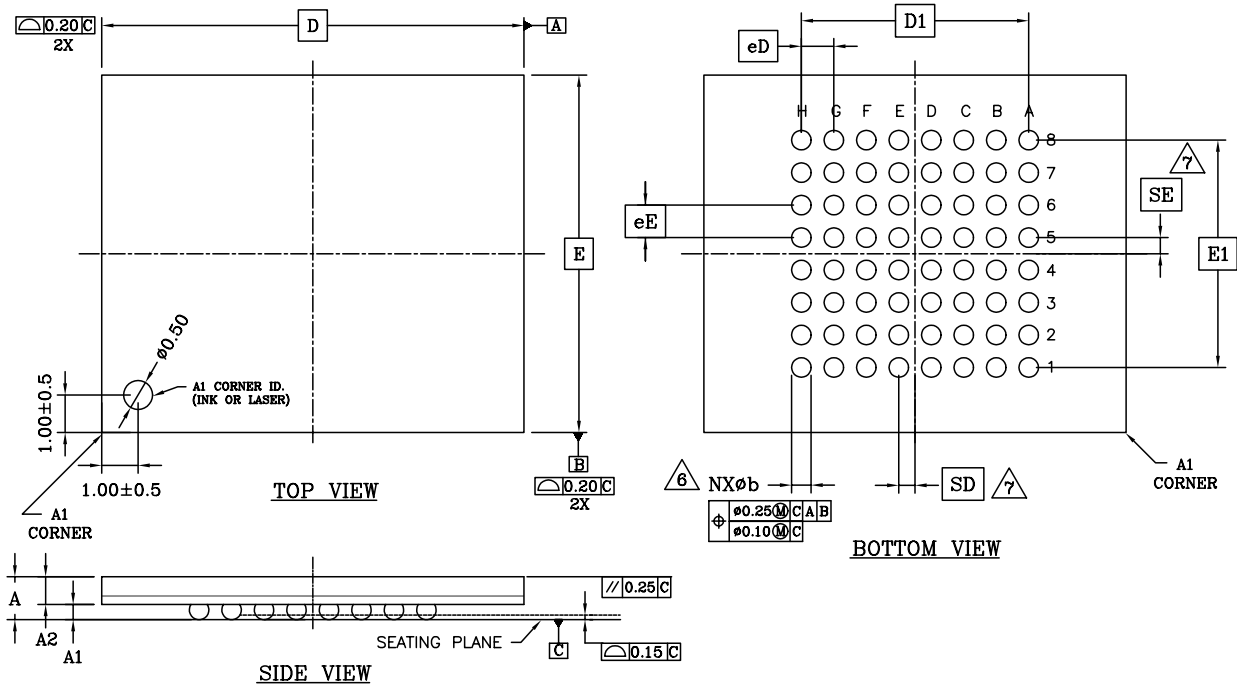 ⌓ 0.20 C
2X
D
A
E
ø0.50
A1 CORNER ID.
(INK OR LASER)
1.00±0.5
1.00±0.5
A1
CORNER
TOP VIEW
B
⌓ 0.20 C
2X
D1
eD
H G F E D C B A
8
7
6
5
4
3
2
1
eE
7
SE
E1
6 NXøb
⌖ ø0.25Ⓜ C A B
ø0.10Ⓜ C
SD 7
A1
CORNER
BOTTOM VIEW
A
A2
A1
// 0.25 C
SEATING PLANE
C
⌓ 0.15 C
SIDE VIEW